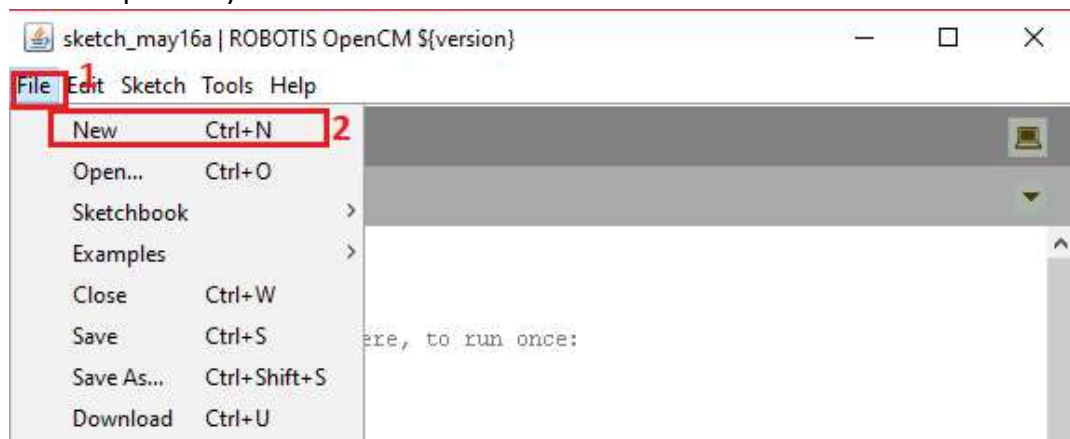 sketch_may16a | ROBOTIS OpenCM ${version}
File 1 Edit Sketch Tools Help
New Ctrl+N 2
Open... Ctrl+O
Sketchbook >
Examples >
Close Ctrl+W
Save Ctrl+S
ere, to run once:
Save As... Ctrl+Shift+S
Download Ctrl+U